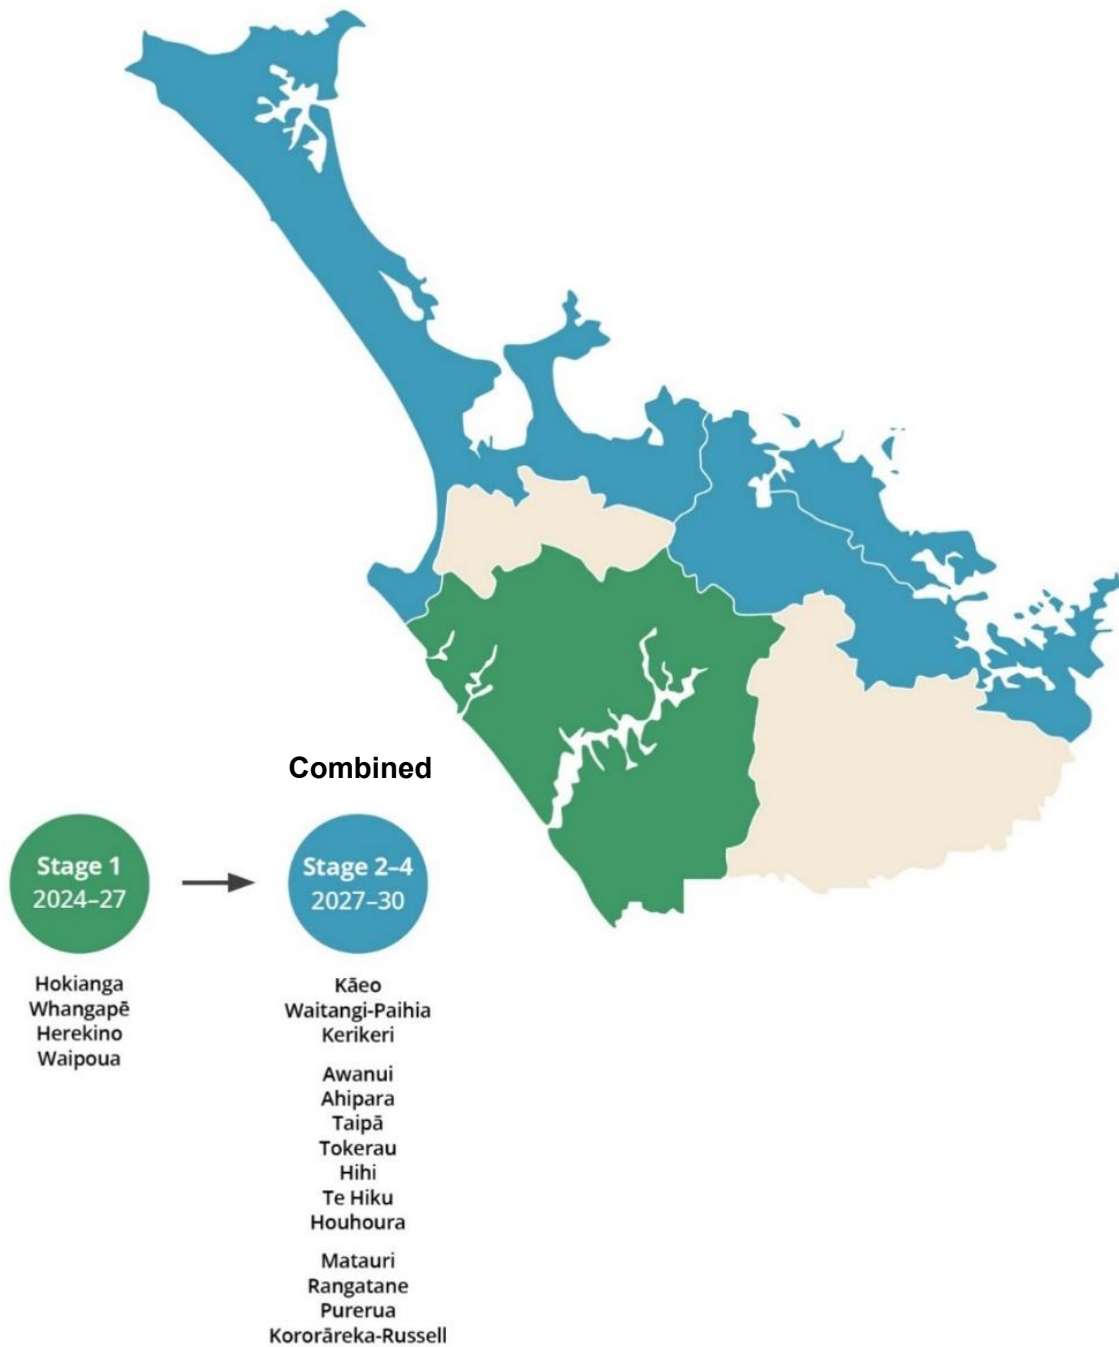 Combined
Stage 1
2024–27
Stage 2–4
2027–30
Hokianga
Whangapē
Herekino
Waipoua
Kāeo
Waitangi-Paihia
Kerikeri
Awanui
Ahipara
Taipā
Tokerau
Hihi
Te Hiku
Houhoura
Matauri
Rangatane
Purerua
Kororāreka-Russell